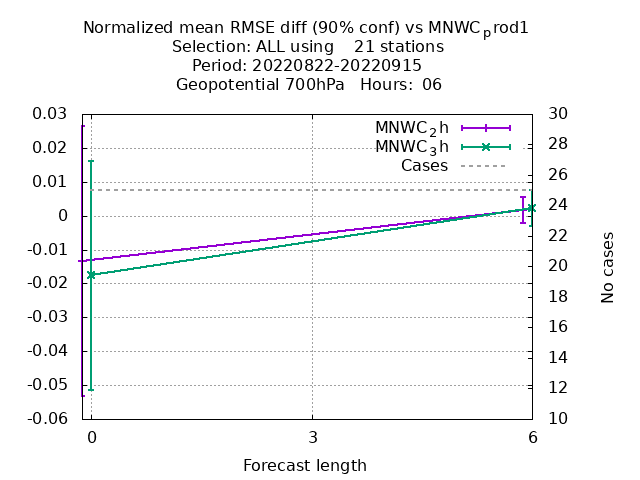 Normalized mean RMSE diff (90% conf) vs MNWCprod1
Selection: ALL using 21 stations
Period: 20220822-20220915
Geopotential 700hPa Hours: 06
MNWC2h
MNWC3h
Cases
0.03
0.02
0.01
0
-0.01
-0.02
-0.03
-0.04
-0.05
-0.06
30
28
26
24
22
20
18
16
14
12
10
No cases
0 3 6
Forecast length